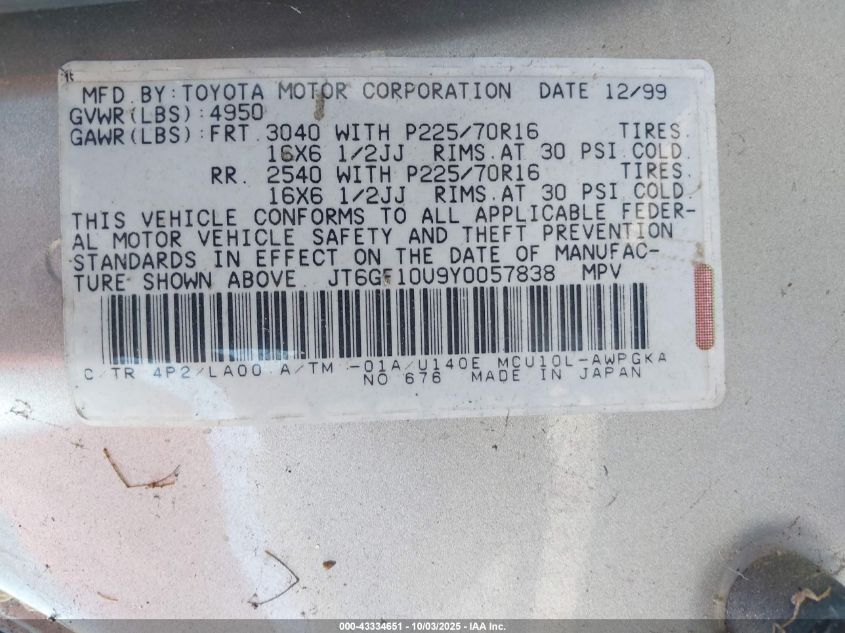 MFD. BY: TOYOTA MOTOR CORPORATION DATE 12/99
GVWR(LBS): 4950
GAWR(LBS): FRT. 3040 WITH P225/70R16 TIRES.
16X6 1/2JJ RIMS. AT 30 PSI COLD.
RR. 2540 WITH P225/70R16 TIRES.
16X6 1/2JJ RIMS. AT 30 PSI COLD.
THIS VEHICLE CONFORMS TO ALL APPLICABLE FEDER-
AL MOTOR VEHICLE SAFETY AND THEFT PREVENTION
STANDARDS IN EFFECT ON THE DATE OF MANUFAC-
TURE SHOWN ABOVE. JT6GF10U9Y0057838 MPV
C/TR 4P2/LA00 A/TM -01A/U140E MCU10L-AWPGKA
NO 676 MADE IN JAPAN
000-43334651 - 10/03/2025 - IAA Inc.